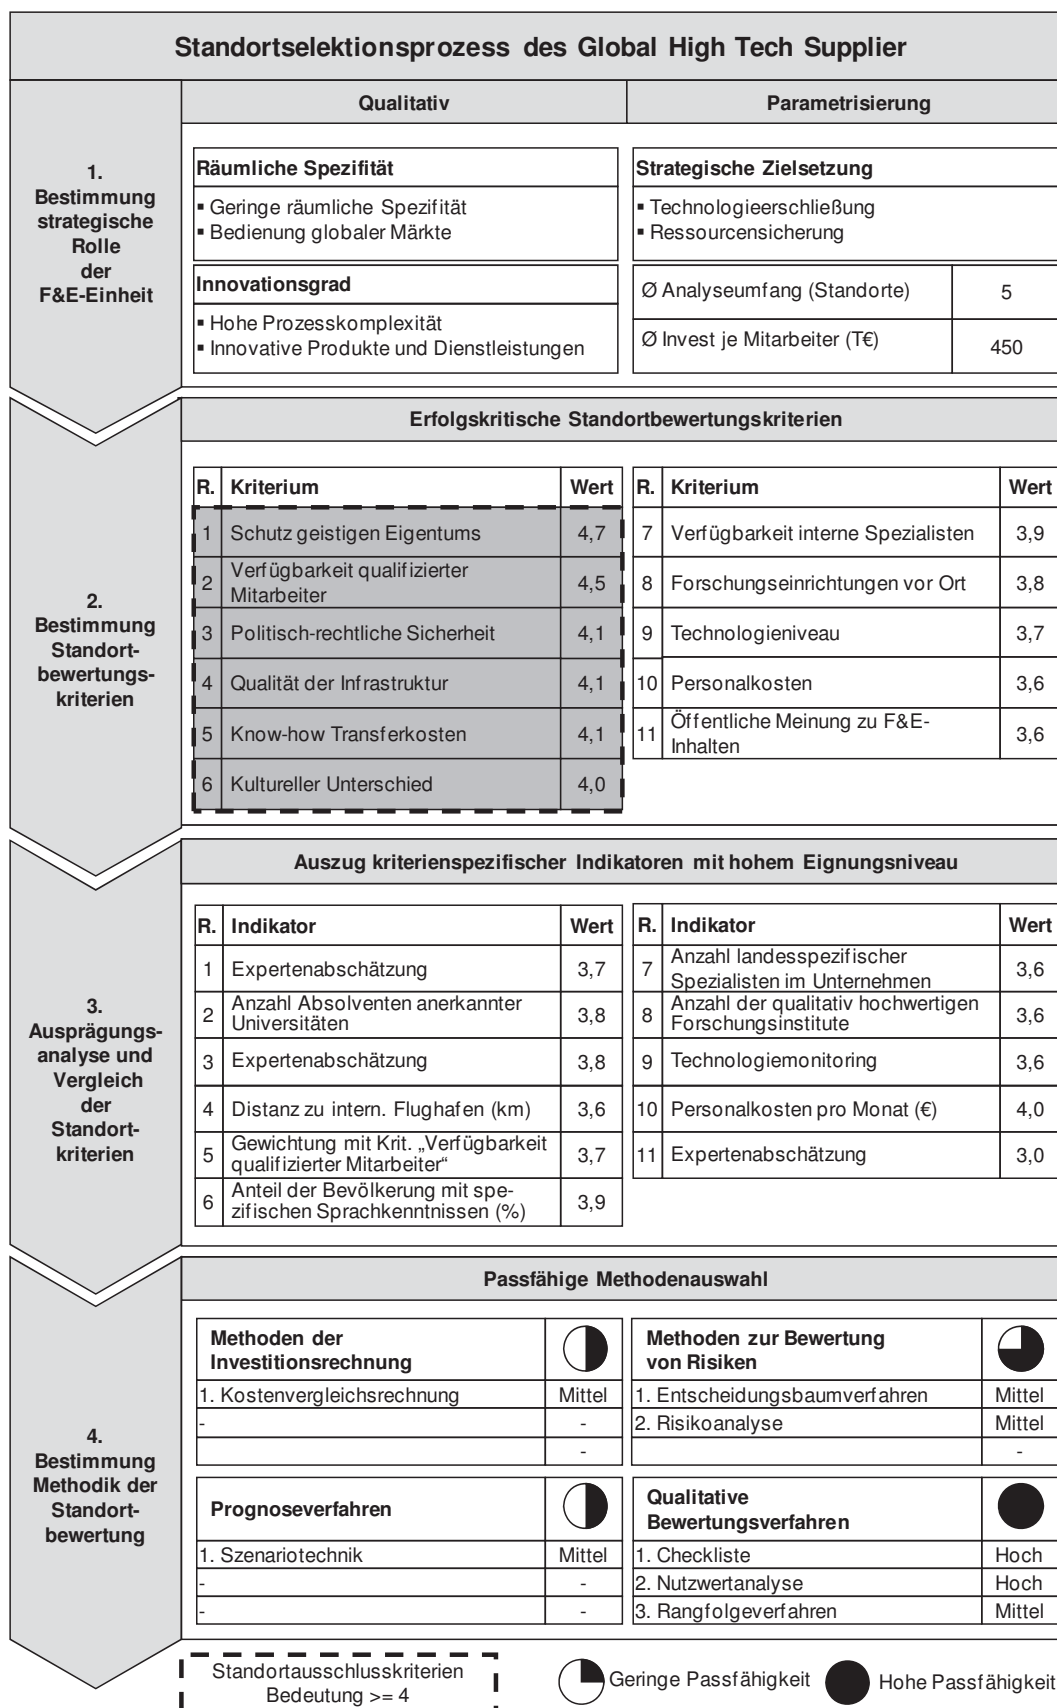 Standortselektionsprozess des Global High Tech Supplier
Qualitativ
Parametrisierung
1.
Bestimmung
strategische
Rolle
der
F&E-Einheit
Räumliche Spezifität
▪ Geringe räumliche Spezifität
▪ Bedienung globaler Märkte
Strategische Zielsetzung
▪ Technologieerschließung
▪ Ressourcensicherung
Innovationsgrad
▪ Hohe Prozesskomplexität
▪ Innovative Produkte und Dienstleistungen
Ø Analyseumfang (Standorte) 5
Ø Invest je Mitarbeiter (T€) 450
2.
Bestimmung
Standort-
bewertungs-
kriterien
Erfolgskritische Standortbewertungskriterien
R. Kriterium Wert
1 Schutz geistigen Eigentums 4,7
2 Verfügbarkeit qualifizierter
Mitarbeiter 4,5
3 Politisch-rechtliche Sicherheit 4,1
4 Qualität der Infrastruktur 4,1
5 Know-how Transferkosten 4,1
6 Kultureller Unterschied 4,0
R. Kriterium Wert
7 Verfügbarkeit interne Spezialisten 3,9
8 Forschungseinrichtungen vor Ort 3,8
9 Technologieniveau 3,7
10 Personalkosten 3,6
11 Öffentliche Meinung zu F&E-
Inhalten 3,6
3.
Ausprägungs-
analyse und
Vergleich
der
Standort-
kriterien
Auszug kriterienspezifischer Indikatoren mit hohem Eignungsniveau
R. Indikator Wert
1 Expertenabschätzung 3,7
2 Anzahl Absolventen anerkannter
Universitäten 3,8
3 Expertenabschätzung 3,8
4 Distanz zu intern. Flughafen (km) 3,6
5 Gewichtung mit Krit. „Verfügbarkeit
qualifizierter Mitarbeiter“ 3,7
6 Anteil der Bevölkerung mit spe-
zifischen Sprachkenntnissen (%) 3,9
R. Indikator Wert
7 Anzahl landesspezifischer
Spezialisten im Unternehmen 3,6
8 Anzahl der qualitativ hochwertigen
Forschungsinstitute 3,6
9 Technologiemonitoring 3,6
10 Personalkosten pro Monat (€) 4,0
11 Expertenabschätzung 3,0
4.
Bestimmung
Methodik der
Standort-
bewertung
Passfähige Methodenauswahl
Methoden der
Investitionsrechnung
1. Kostenvergleichsrechnung Mittel
- -
-
Methoden zur Bewertung
von Risiken
1. Entscheidungsbaumverfahren Mittel
2. Risikoanalyse Mittel
-
Prognoseverfahren
1. Szenariotechnik Mittel
- -
- -
Qualitative
Bewertungsverfahren
1. Checkliste Hoch
2. Nutzwertanalyse Hoch
3. Rangfolgeverfahren Mittel
Standortausschlusskriterien
Bedeutung >= 4
Geringe Passfähigkeit
Hohe Passfähigkeit